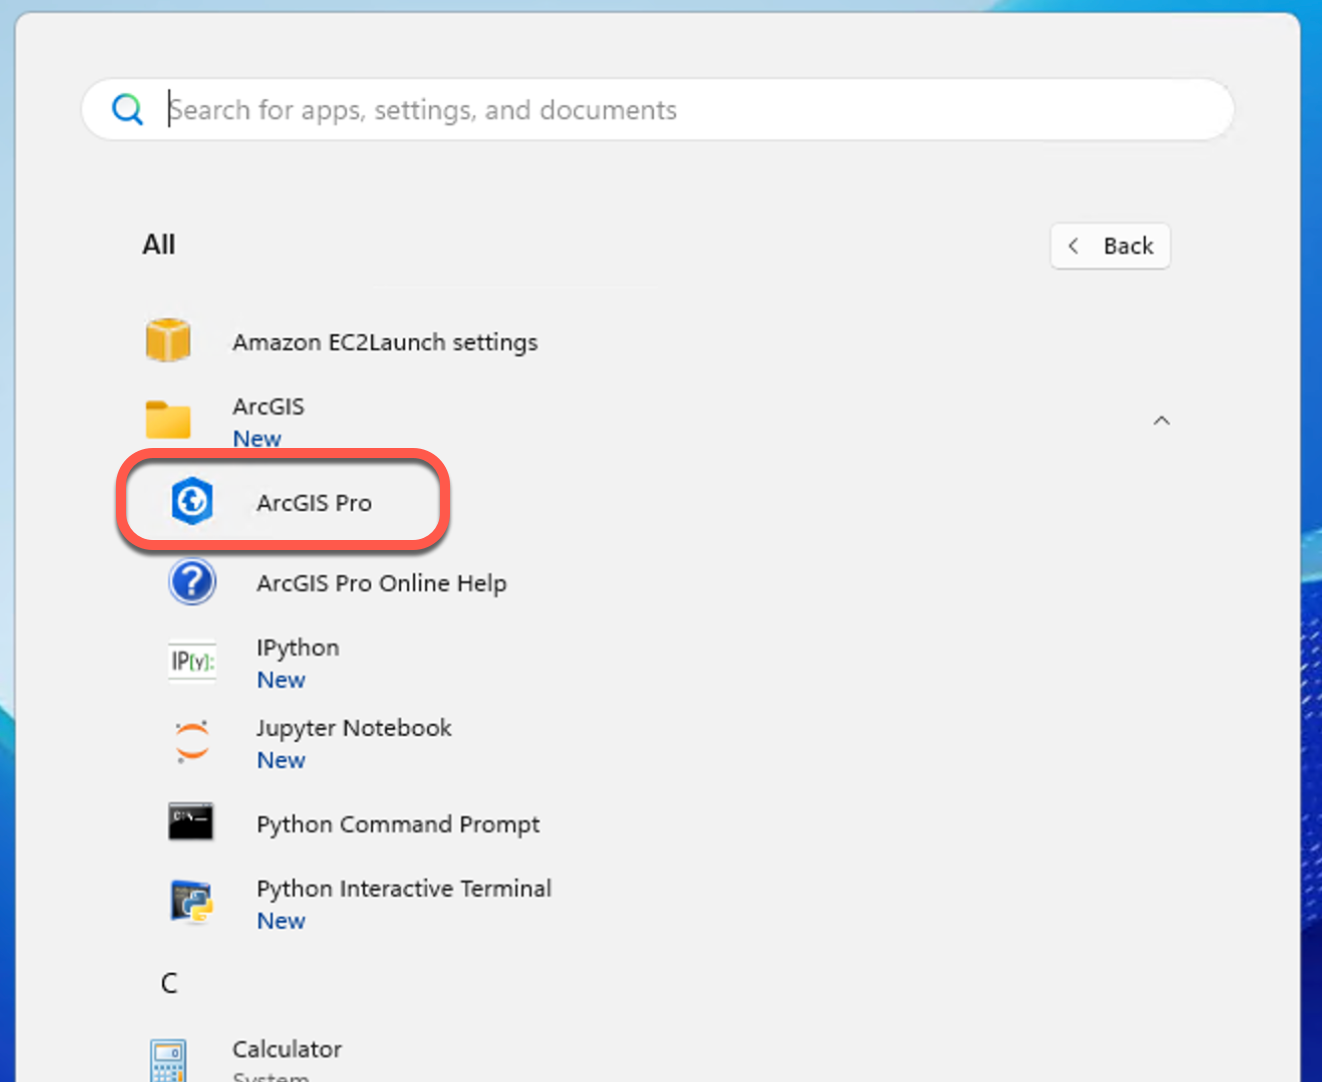 Search for apps, settings, and documents
All
Back
Amazon EC2Launch settings
ArcGIS
New
ArcGIS Pro
ArcGIS Pro Online Help
IP[y]:
IPython
New
Jupyter Notebook
New
C:\_
Python Command Prompt
Python Interactive Terminal
New
C
Calculator
System